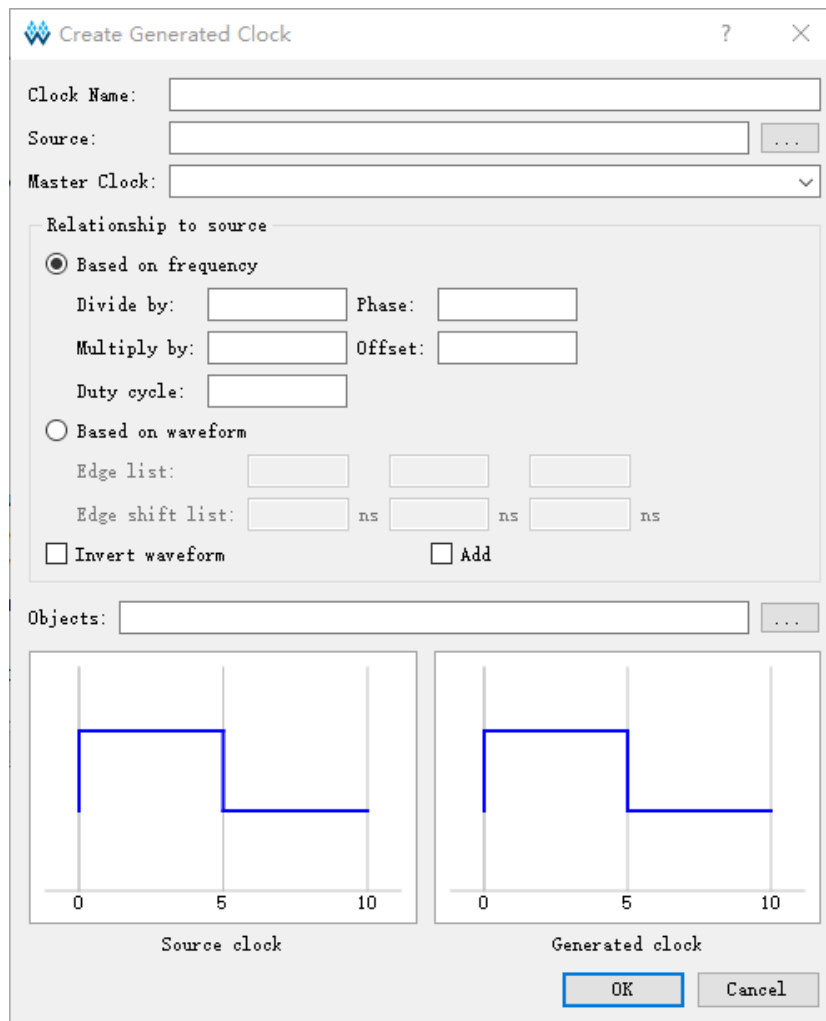 Create Generated Clock ?
Clock Name:
Source: ...
Master Clock:
Relationship to source
Based on frequency
Divide by: Phase:
Multiply by: Offset:
Duty cycle:
Based on waveform
Edge list:
Edge shift list: ns ns ns
Invert waveform Add
Objects: ...
0 5 10 0 5 10
Source clock Generated clock
OK Cancel